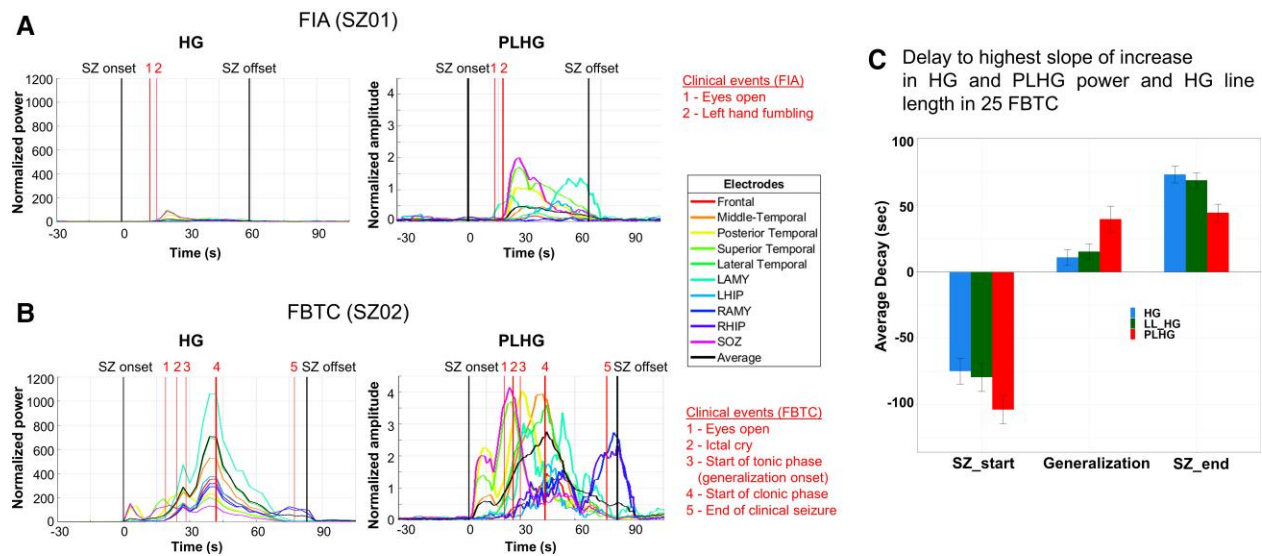 A
FIA (SZ01)
HG
SZ onset 1 2 SZ offset
Normalized power
1200
1000
800
600
400
200
0
-30 0 30 60 90
Time (s)
PLHG
SZ onset 1 2 SZ offset
Normalized amplitude
4
3
2
1
0
-30 0 30 60 90
Time (s)
Clinical events (FIA)
1 - Eyes open
2 - Left hand fumbling
Electrodes
Frontal
Middle-Temporal
Posterior Temporal
Superior Temporal
Lateral Temporal
LAMY
LHIP
RAMY
RHIP
SOZ
Average
B
FBTC (SZ02)
HG
SZ onset 1 2 3 4 5 SZ offset
Normalized power
1200
1000
800
600
400
200
0
-30 0 30 60 90
Time (s)
PLHG
SZ onset 1 2 3 4 5 SZ offset
Normalized amplitude
4
3
2
1
0
-30 0 30 60 90
Time (s)
Clinical events (FBTC)
1 - Eyes open
2 - Ictal cry
3 - Start of tonic phase
(generalization onset)
4 - Start of clonic phase
5 - End of clinical seizure
C
Delay to highest slope of increase
in HG and PLHG power and HG line
length in 25 FBTC
Average Decay (sec)
100
50
0
-50
-100
HG
LL_HG
PLHG
SZ_start Generalization SZ_end